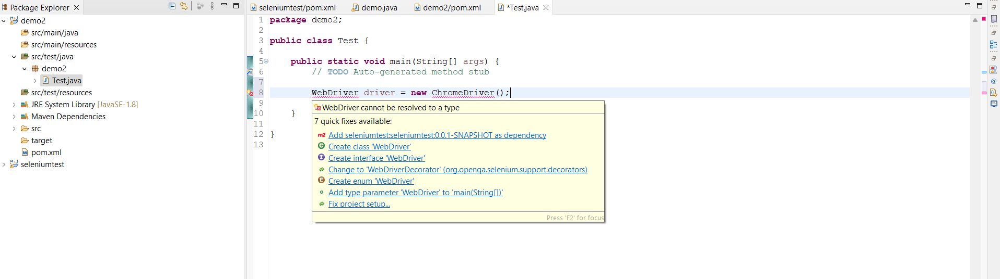 Package Explorer
demo2
src/main/java
src/main/resources
src/test/java
demo2
Test.java
src/test/resources
JRE System Library [JavaSE-1.8]
Maven Dependencies
src
target
pom.xml
seleniumtest
seleniumtest/pom.xml
demo.java
demo2/pom.xml
*Test.java
1 package demo2;
2
3 public class Test {
4
5 public static void main(String[] args) {
6 // TODO Auto-generated method stub
7
8 WebDriver driver = new ChromeDriver();
9
10 }
11
12 }
13
WebDriver cannot be resolved to a type
7 quick fixes available:
m2 Add seleniumtest:seleniumtest:0.0.1-SNAPSHOT as dependency
C Create class 'WebDriver'
I Create interface 'WebDriver'
Change to 'WebDriverDecorator' (org.openqa.selenium.support.decorators)
E Create enum 'WebDriver'
Add type parameter 'WebDriver' to 'main(String[])'
Fix project setup...
Press 'F2' for focus